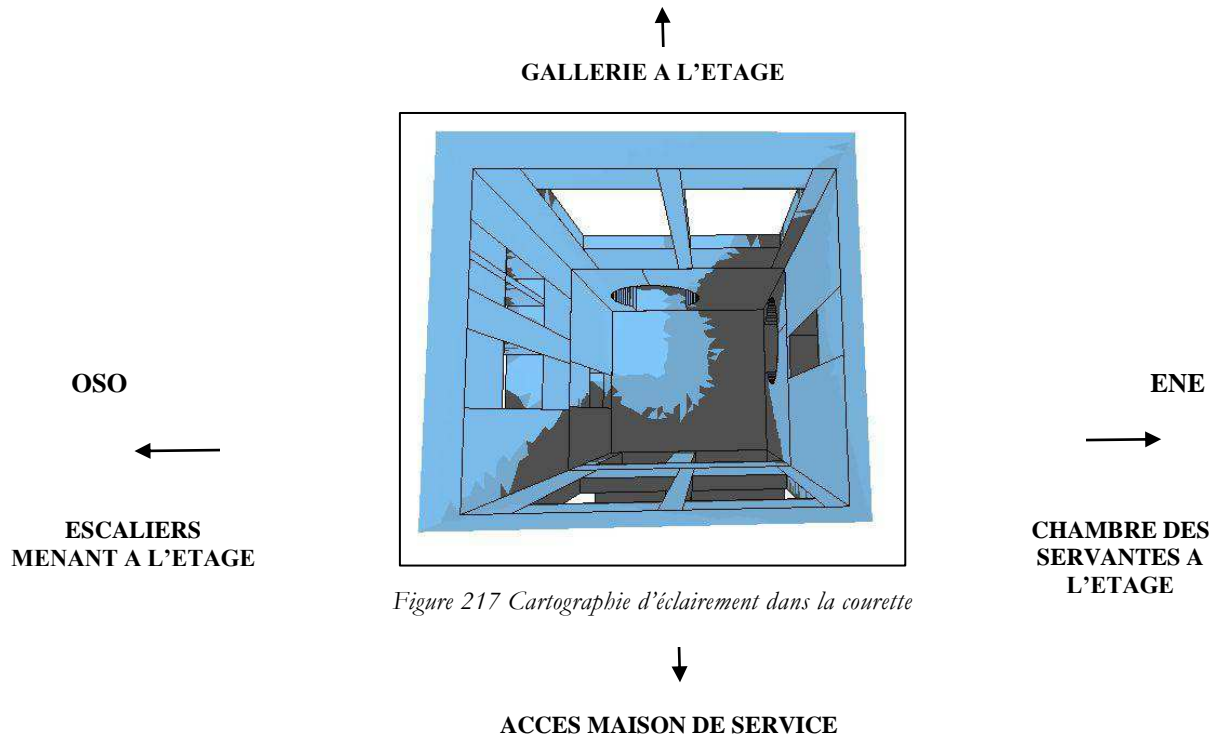 GALLERIE A L'ETAGE
OSO
ENE
ESCALIERS
MENANT A L'ETAGE
CHAMBRE DES
SERVANTES A
L'ETAGE
Figure 217 Cartographie d'éclairement dans la courette
ACCES MAISON DE SERVICE